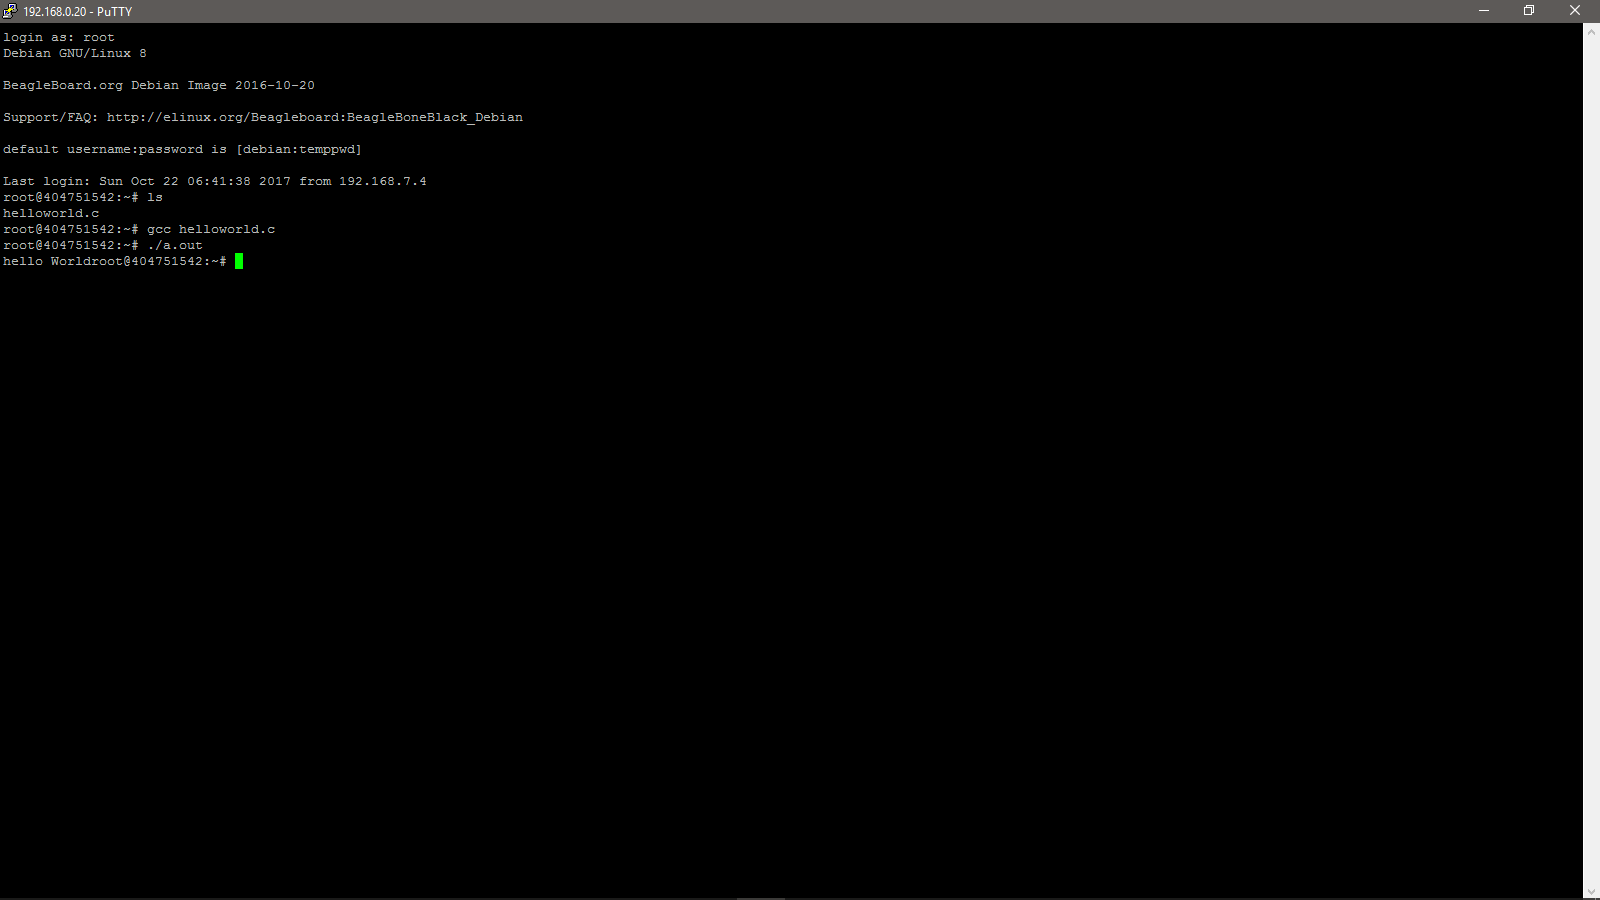 192.168.0.20 - PuTTY
login as: root
Debian GNU/Linux 8
BeagleBoard.org Debian Image 2016-10-20
Support/FAQ: http://elinux.org/Beagleboard:BeagleBoneBlack_Debian
default username:password is [debian:temppwd]
Last login: Sun Oct 22 06:41:38 2017 from 192.168.7.4
root@404751542:~# ls
helloworld.c
root@404751542:~# gcc helloworld.c
root@404751542:~# ./a.out
hello Worldroot@404751542:~#